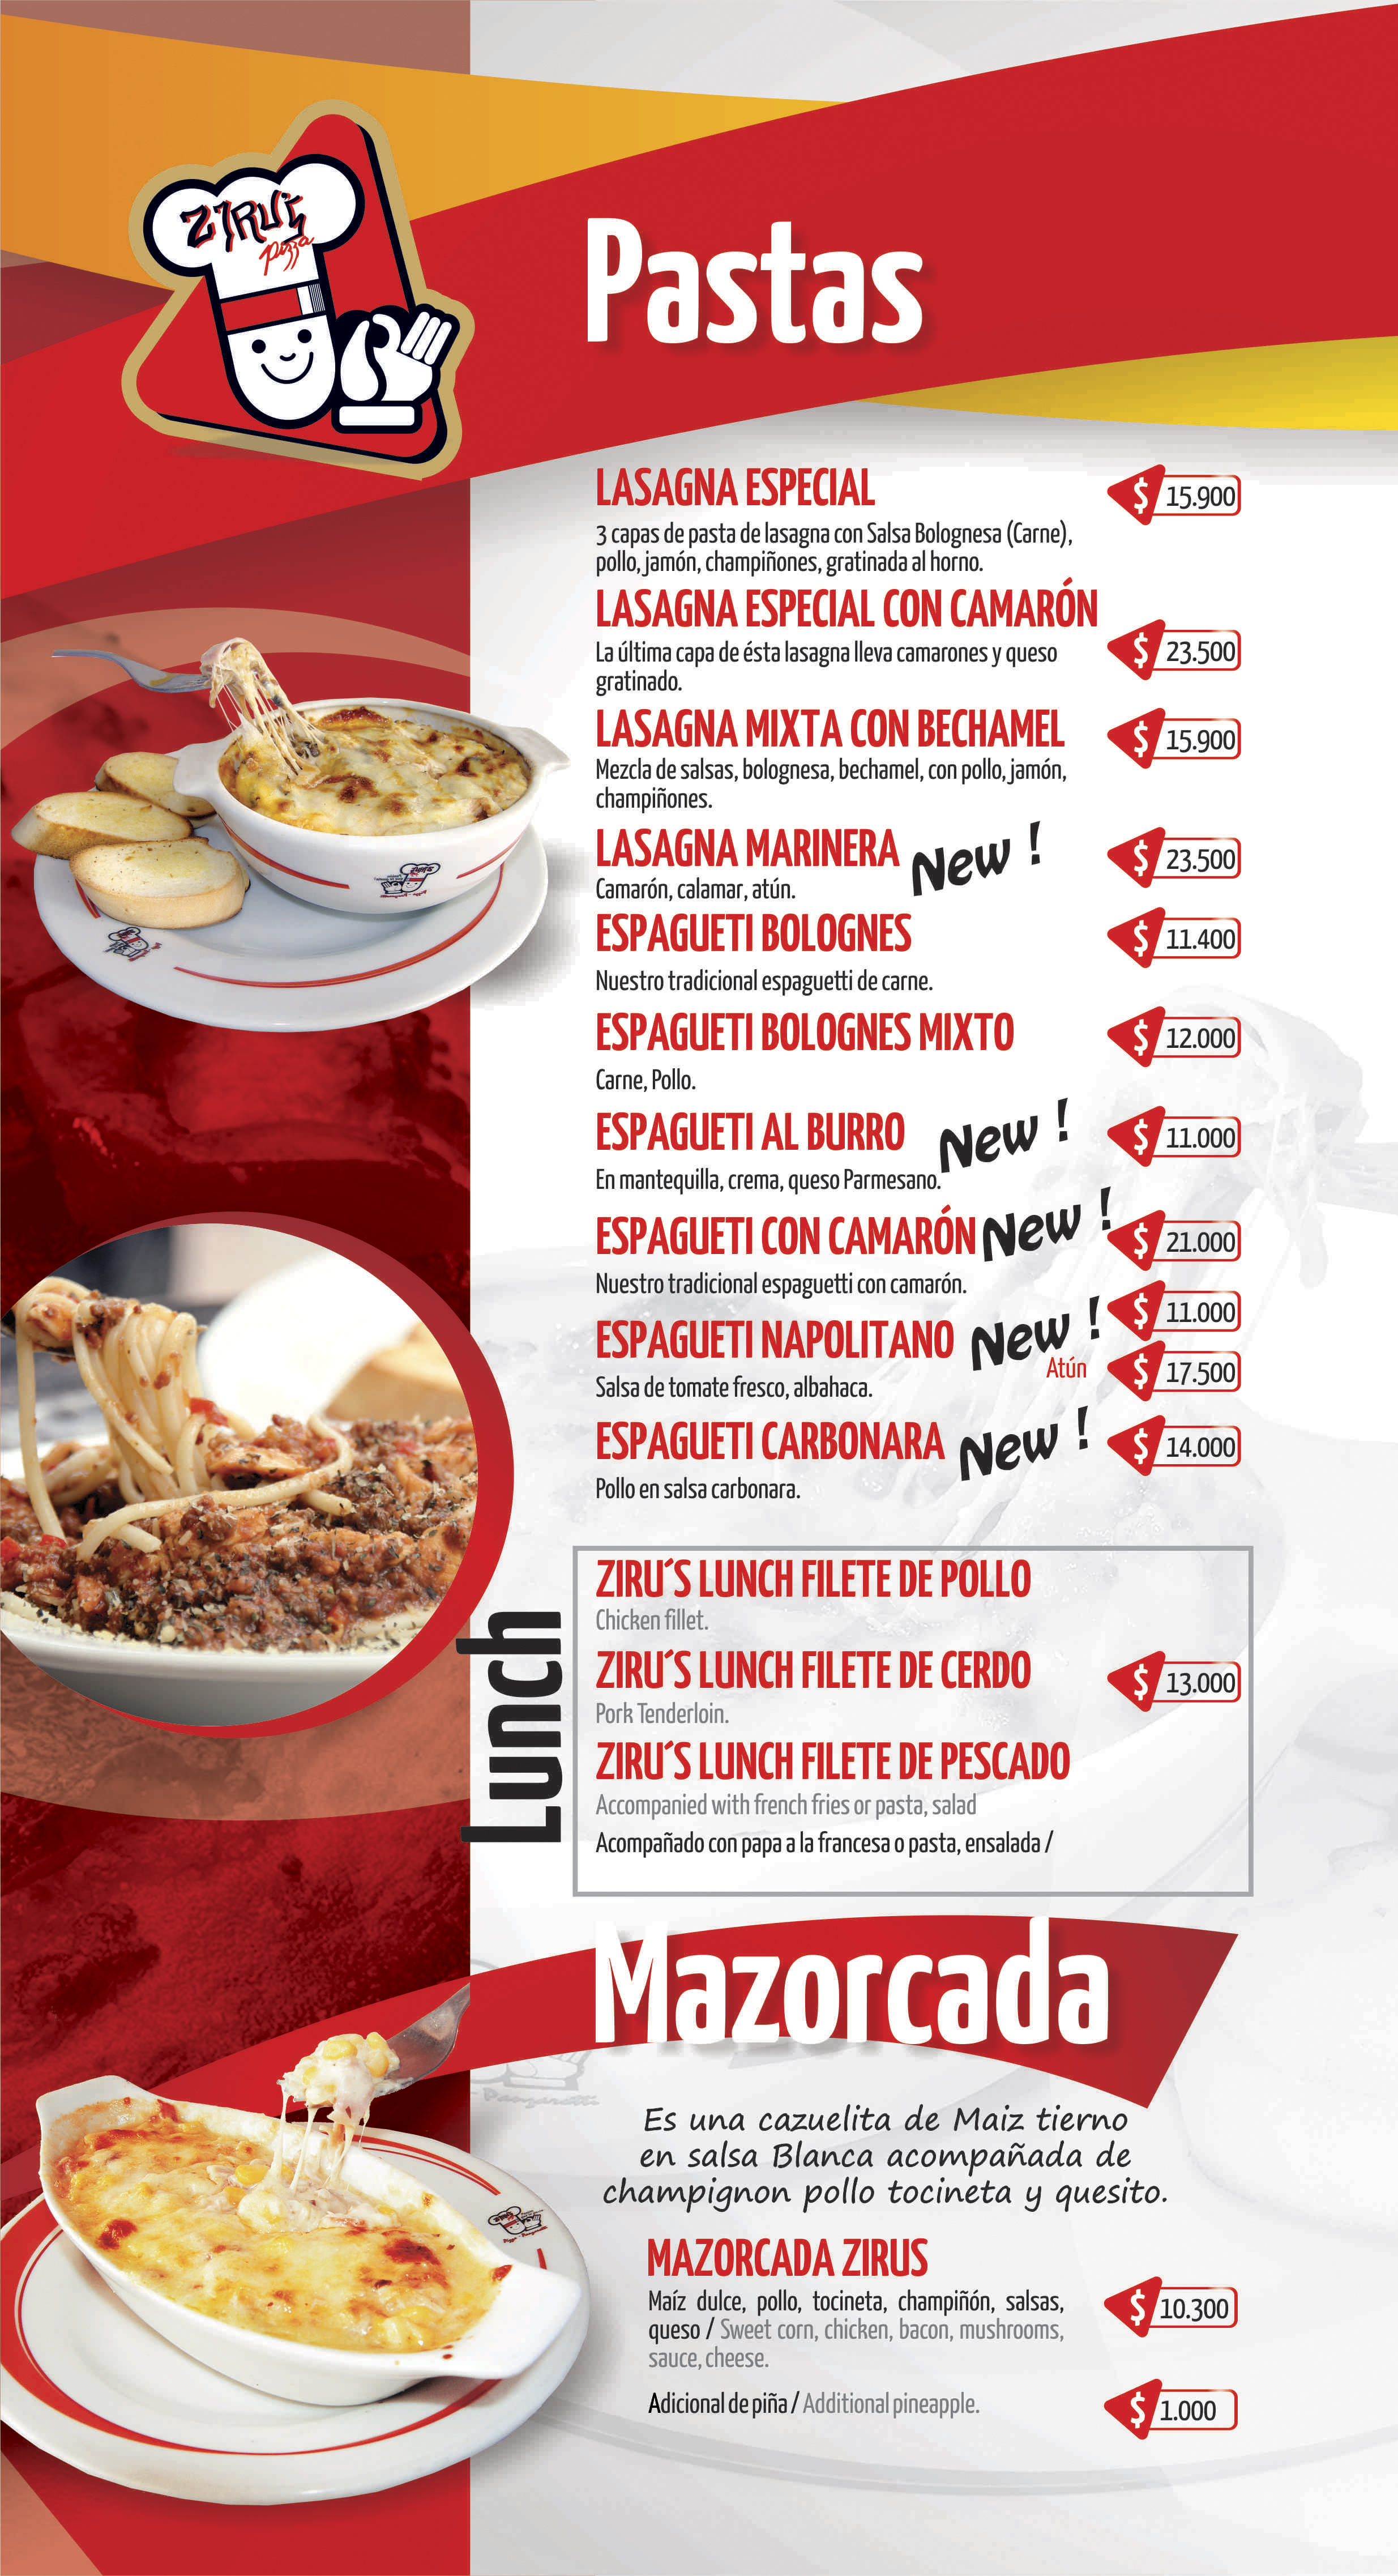 ZIRU'S
pizza
Pastas
LASAGNA ESPECIAL
$ 15.900
3 capas de pasta de lasagna con Salsa Bolognesa (Carne),
pollo, jamón, champiñones, gratinada al horno.
LASAGNA ESPECIAL CON CAMARÓN
La última capa de ésta lasagna lleva camarones y queso
gratinado.
$ 23.500
LASAGNA MIXTA CON BECHAMEL
$ 15.900
Mezcla de salsas, bolognesa, bechamel, con pollo, jamón,
champiñones.
LASAGNA MARINERA New !
$ 23.500
Camarón, calamar, atún.
ESPAGUETI BOLOGNES
$ 11.400
Nuestro tradicional espaguetti de carne.
ESPAGUETI BOLOGNES MIXTO
$ 12.000
Carne, Pollo.
ESPAGUETI AL BURRO New !
$ 11.000
En mantequilla, crema, queso Parmesano.
ESPAGUETI CON CAMARÓN New !
$ 21.000
Nuestro tradicional espaguetti con camarón.
$ 11.000
ESPAGUETI NAPOLITANO New !
Atún $ 17.500
Salsa de tomate fresco, albahaca.
ESPAGUETI CARBONARA New !
$ 14.000
Pollo en salsa carbonara.
Lunch
ZIRU´S LUNCH FILETE DE POLLO
Chicken fillet.
ZIRU´S LUNCH FILETE DE CERDO
$ 13.000
Pork Tenderloin.
ZIRU´S LUNCH FILETE DE PESCADO
Accompanied with french fries or pasta, salad
Acompañado con papa a la francesa o pasta, ensalada /
Mazorcada
Es una cazuelita de Maiz tierno
en salsa Blanca acompañada de
champignon pollo tocineta y quesito.
MAZORCADA ZIRUS
Maíz dulce, pollo, tocineta, champiñón, salsas,
queso / Sweet corn, chicken, bacon, mushrooms,
sauce, cheese.
$ 10.300
Adicional de piña / Additional pineapple.
$ 1.000